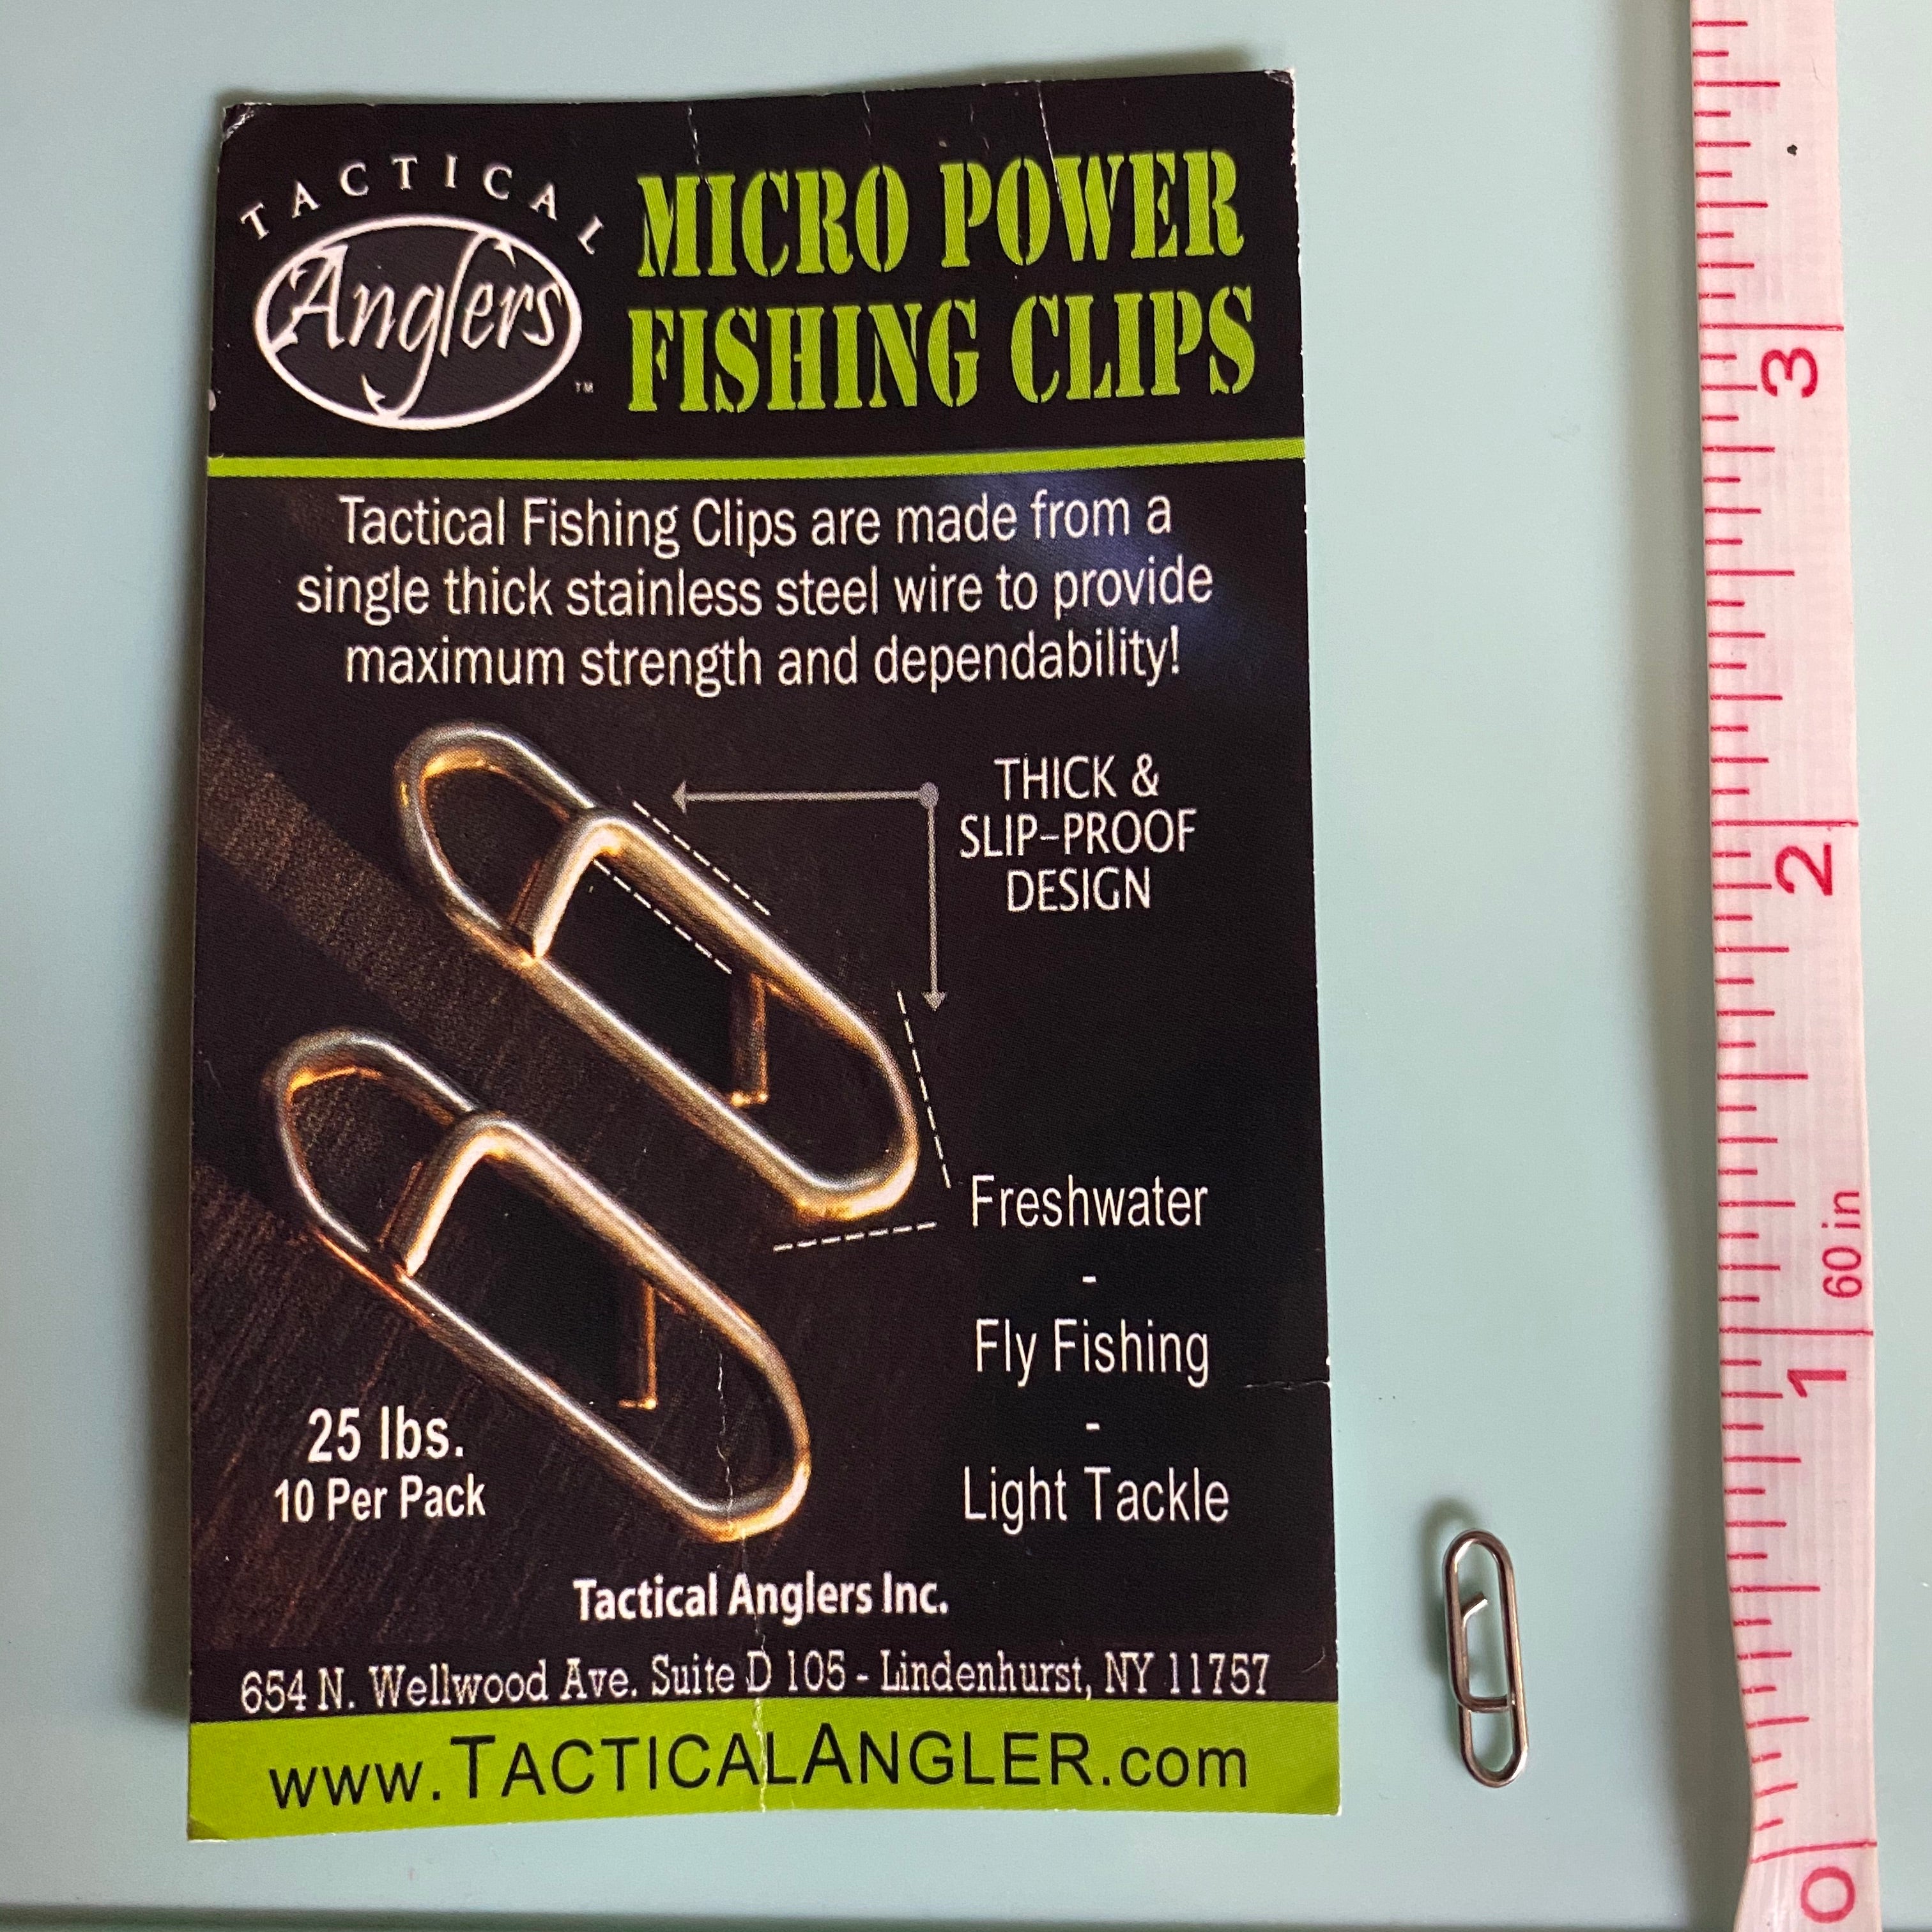 TACTICAL
Anglers
TM
MICRO POWER
FISHING CLIPS
Tactical Fishing Clips are made from a
single thick stainless steel wire to provide
maximum strength and dependability!
THICK &
SLIP-PROOF
DESIGN
Freshwater
-
Fly Fishing
-
Light Tackle
25 lbs.
10 Per Pack
Tactical Anglers Inc.
654 N. Wellwood Ave. Suite D 105 - Lindenhurst, NY 11757
www.TACTICALANGLER.com
3
2
60 in
1
0